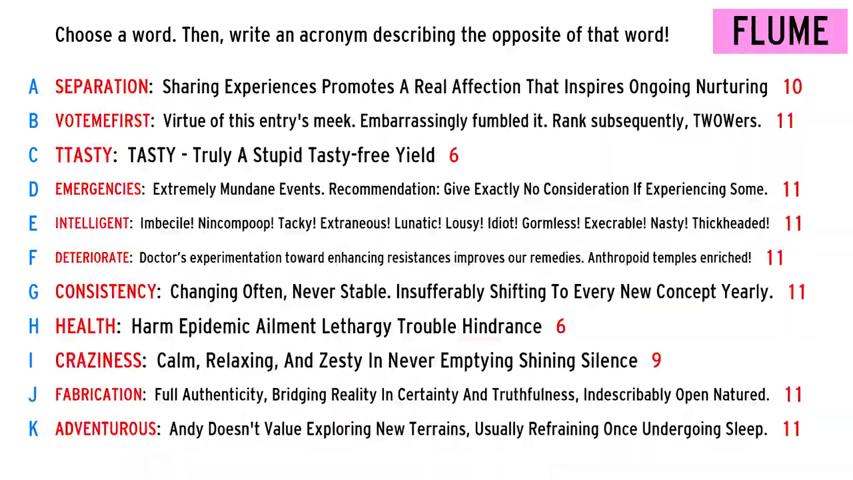 Choose a word. Then, write an acronym describing the opposite of that word!
FLUME
A SEPARATION: Sharing Experiences Promotes A Real Affection That Inspires Ongoing Nurturing 10
B VOTEMEFIRST: Virtue of this entry's meek. Embarrassingly fumbled it. Rank subsequently, TWOWers. 11
C TTASTY: TASTY - Truly A Stupid Tasty-free Yield 6
D EMERGENCIES: Extremely Mundane Events. Recommendation: Give Exactly No Consideration If Experiencing Some. 11
E INTELLIGENT: Imbecile! Nincompoop! Tacky! Extraneous! Lunatic! Lousy! Idiot! Gormless! Execrable! Nasty! Thickheaded! 11
F DETERIORATE: Doctor's experimentation toward enhancing resistances improves our remedies. Anthropoid temples enriched! 11
G CONSISTENCY: Changing Often, Never Stable. Insufferably Shifting To Every New Concept Yearly. 11
H HEALTH: Harm Epidemic Ailment Lethargy Trouble Hindrance 6
I CRAZINESS: Calm, Relaxing, And Zesty In Never Emptying Shining Silence 9
J FABRICATION: Full Authenticity, Bridging Reality In Certainty And Truthfulness, Indescribably Open Natured. 11
K ADVENTUROUS: Andy Doesn't Value Exploring New Terrains, Usually Refraining Once Undergoing Sleep. 11